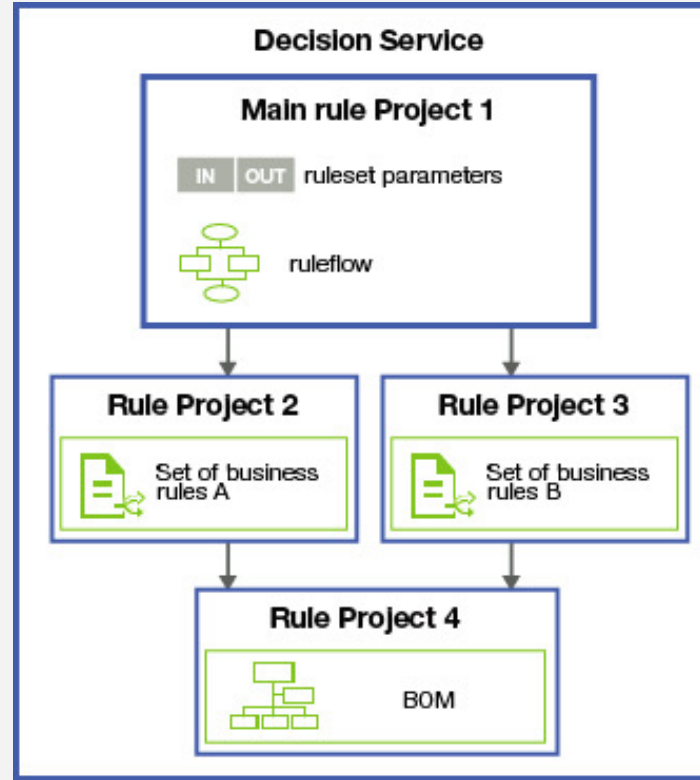 Decision Service
Main rule Project 1
IN OUT ruleset parameters
ruleflow
Rule Project 2
Set of business
rules A
Rule Project 3
Set of business
rules B
Rule Project 4
BOM